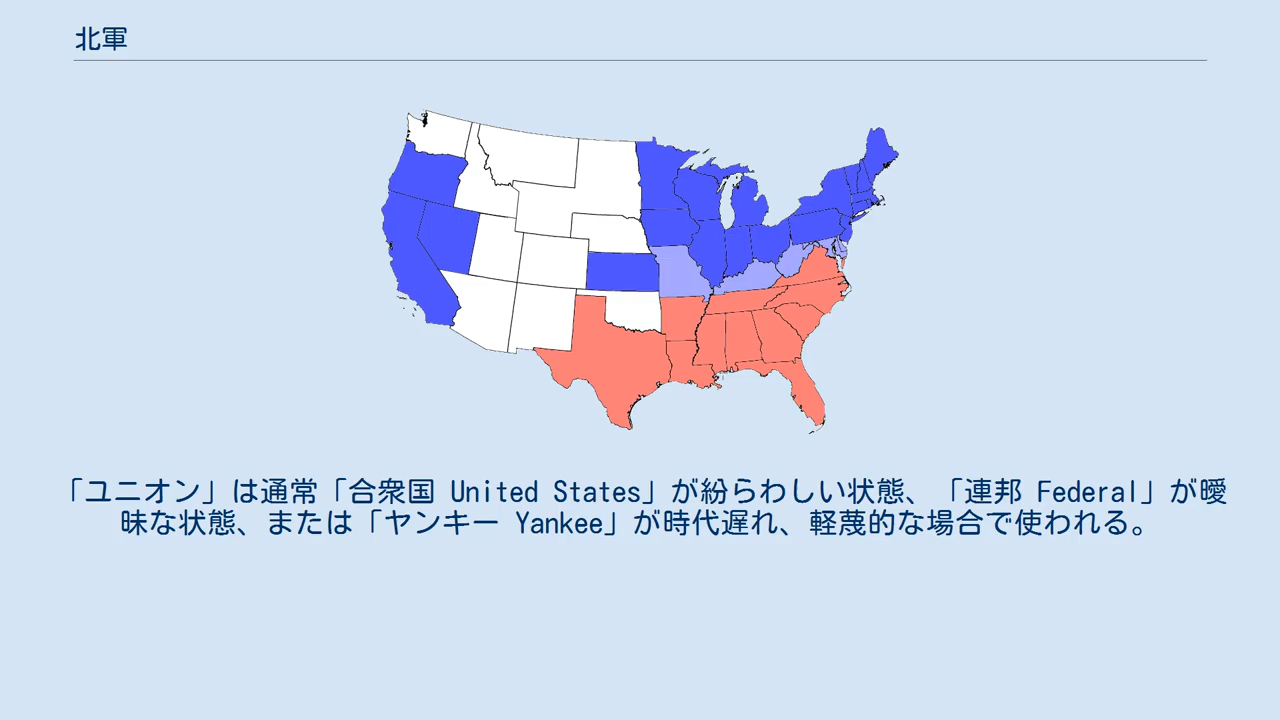 北軍
「ユニオン」は通常「合衆国 United States」が紛らわしい状態、「連邦 Federal」が曖
昧な状態、または「ヤンキー Yankee」が時代遅れ、軽蔑的な場合で使われる。